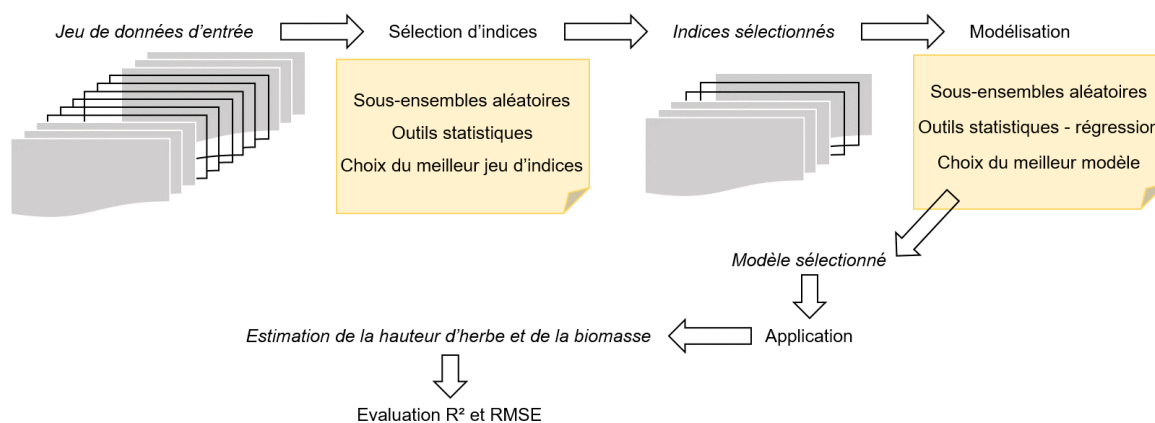 Jeu de données d'entrée
Sélection d'indices
Indices sélectionnés
Modélisation
Sous-ensembles aléatoires
Outils statistiques
Choix du meilleur jeu d'indices
Sous-ensembles aléatoires
Outils statistiques - régression
Choix du meilleur modèle
Modèle sélectionné
Application
Estimation de la hauteur d'herbe et de la biomasse
Evaluation R² et RMSE